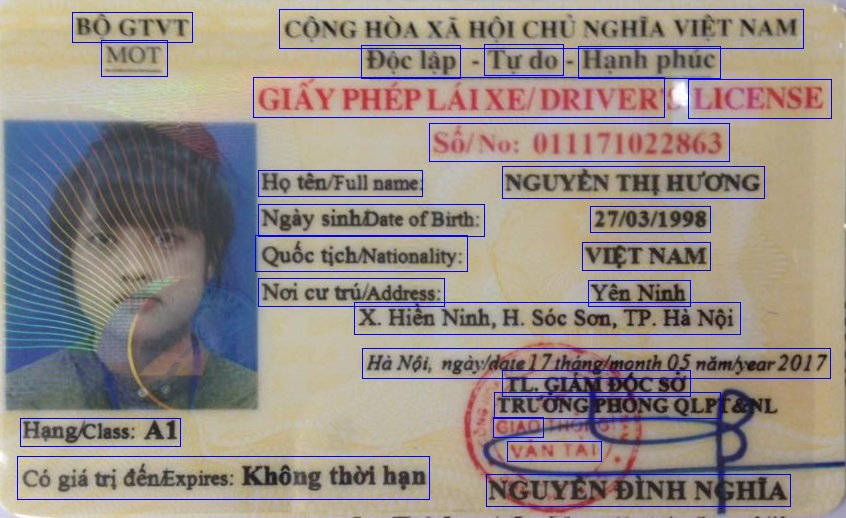 BỘ GTVT
MOT
CỘNG HÒA XÃ HỘI CHỦ NGHĨA VIỆT NAM
Độc lập - Tự do - Hạnh phúc
GIẤY PHÉP LÁI XE/ DRIVER'S LICENSE
Số/No: 011171022863
Họ tên/Full name: NGUYỄN THỊ HƯƠNG
Ngày sinh/Date of Birth: 27/03/1998
Quốc tịch/Nationality: VIỆT NAM
Nơi cư trú/Address: Yên Ninh
X. Hiền Ninh, H. Sóc Sơn, TP. Hà Nội
Hà Nội, ngày/date 17 tháng/month 05 năm/year 2017
TL. GIÁM ĐỐC SỞ
TRƯỞNG PHÒNG QLPT&NL
GIAO THÔNG
VẬN TẢI
Hạng/Class: A1
Có giá trị đến/Expires: Không thời hạn
NGUYỄN ĐÌNH NGHĨA